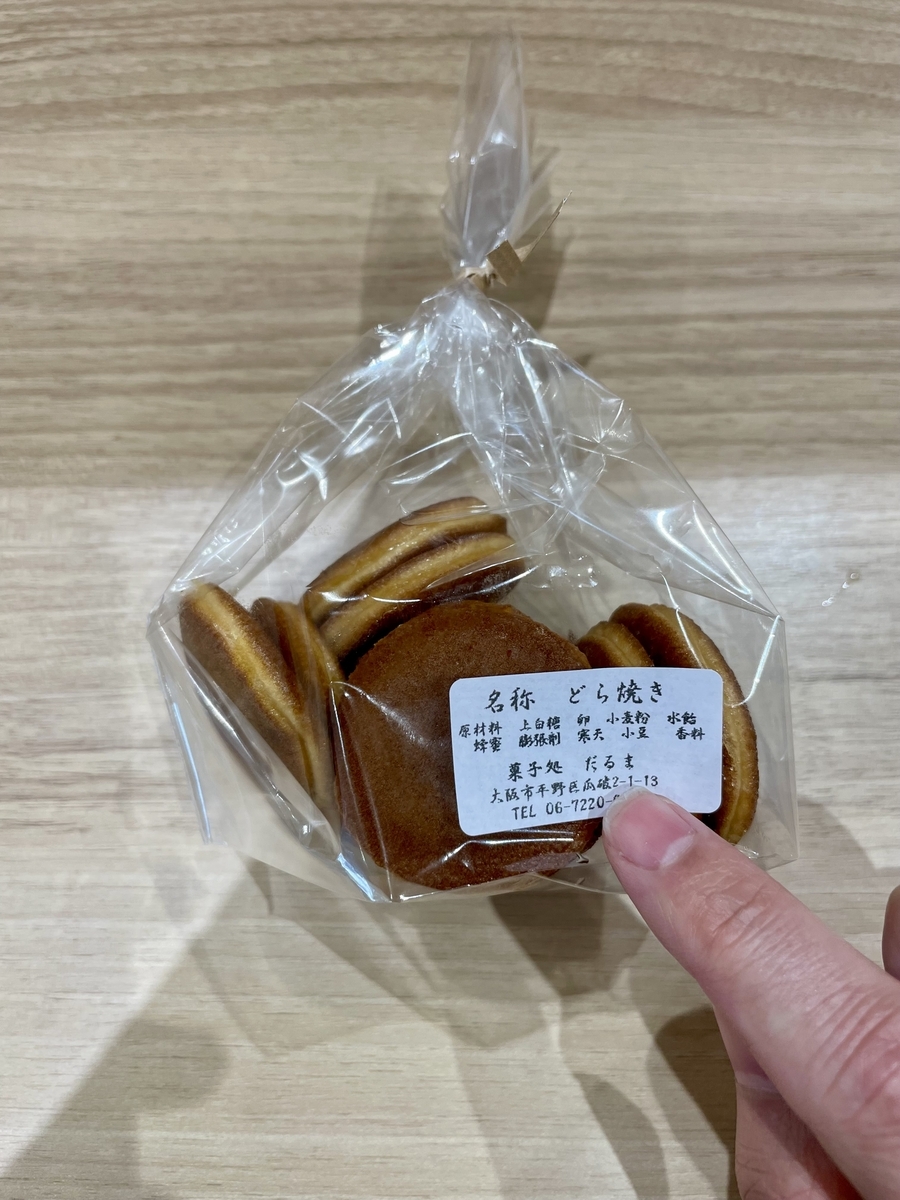 名称 どら焼き
原材料 上白糖 卵 小麦粉 水飴
蜂蜜 膨張剤 寒天 小豆 香料
菓子処 だるま
大阪市平野区瓜破2-1-13
TEL 06-7220-